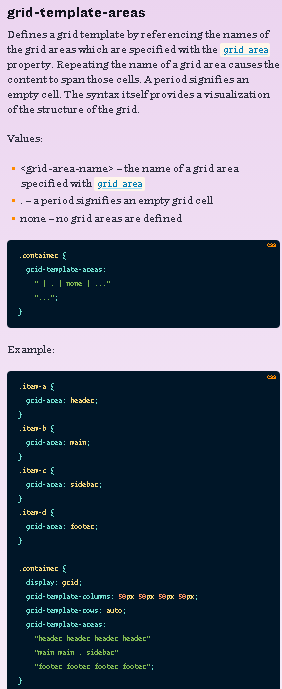 grid-template-areas
Defines a grid template by referencing the names of
the grid areas which are specified with the grid-area
property. Repeating the name of a grid area causes the
content to span those cells. A period signifies an
empty cell. The syntax itself provides a visualization
of the structure of the grid.
Values:
<grid-area-name> – the name of a grid area
specified with grid-area
. – a period signifies an empty grid cell
none – no grid areas are defined
CSS
.container {
grid-template-areas:
" | . | none | ..."
"...";
}
Example:
CSS
.item-a {
grid-area: header;
}
.item-b {
grid-area: main;
}
.item-c {
grid-area: sidebar;
}
.item-d {
grid-area: footer;
}
.container {
display: grid;
grid-template-columns: 50px 50px 50px 50px;
grid-template-rows: auto;
grid-template-areas:
"header header header header"
"main main . sidebar"
"footer footer footer footer";
}